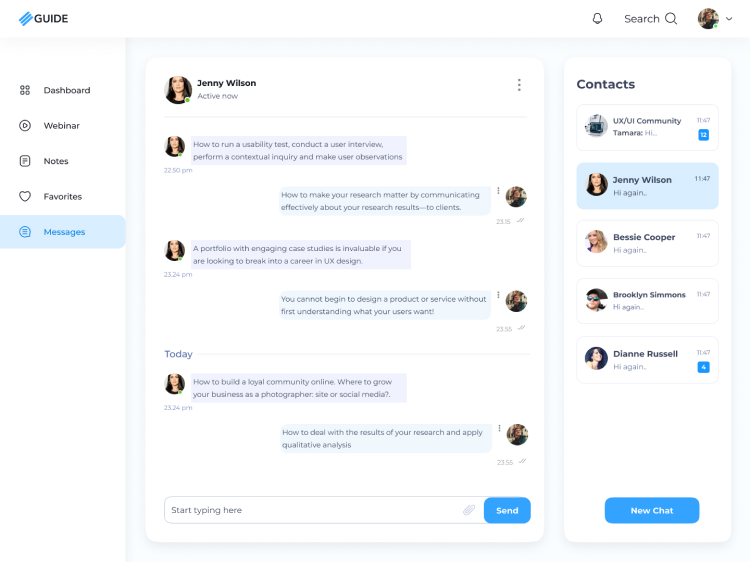 GUIDE
Search
Dashboard
Webinar
Notes
Favorites
Messages
Jenny Wilson
Active now
How to run a usability test, conduct a user interview,
perform a contextual inquiry and make user observations
22.50 pm
How to make your research matter by communicating
effectively about your research results—to clients.
23.15
A portfolio with engaging case studies is invaluable if you
are looking to break into a career in UX design.
23.24 pm
You cannot begin to design a product or service without
first understanding what your users want!
23.55
Today
How to build a loyal community online. Where to grow
your business as a photographer: site or social media?.
23.24 pm
How to deal with the results of your research and apply
qualitative analysis
23.55
Start typing here
Send
Contacts
UX/UI Community 11:47
Tamara: Hi... 12
Jenny Wilson 11:47
Hi again..
Bessie Cooper 11:47
Hi again..
Brooklyn Simmons 11:47
Hi again..
Dianne Russell 11:47
Hi again.. 4
New Chat